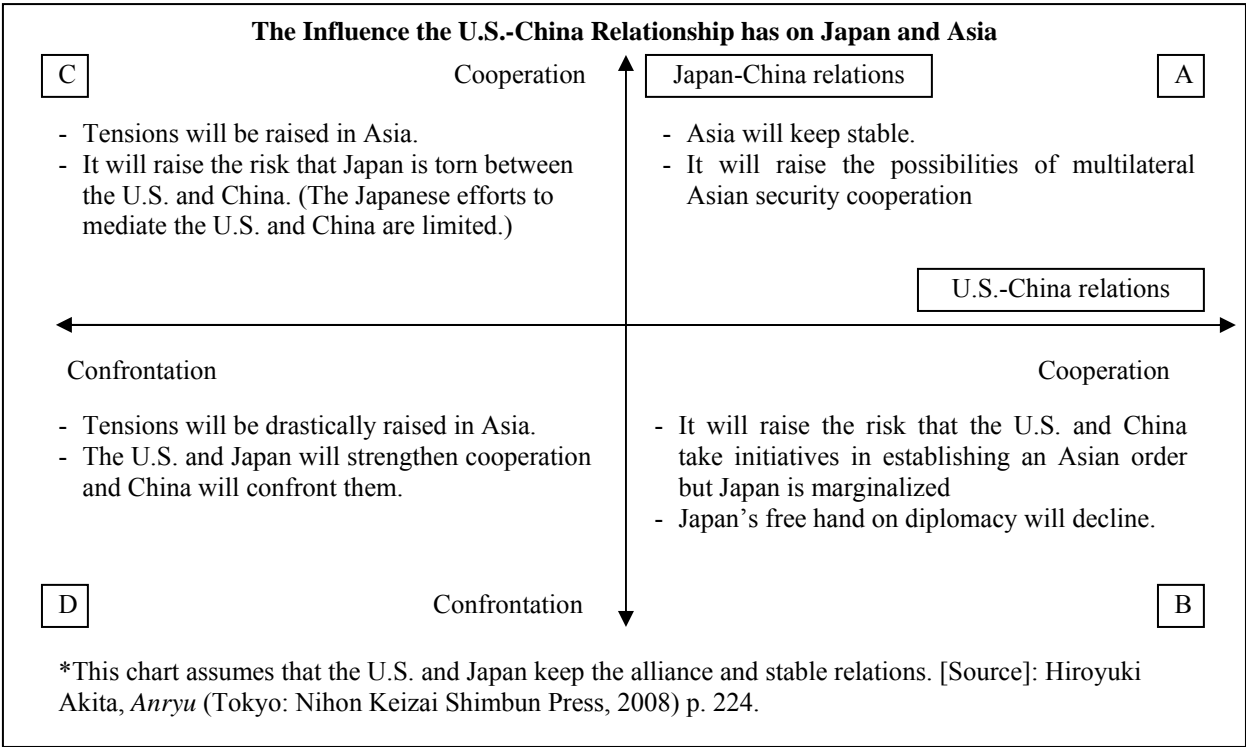 The Influence the U.S.-China Relationship has on Japan and Asia
C
Cooperation
Japan-China relations
A
- Tensions will be raised in Asia.
- It will raise the risk that Japan is torn between
the U.S. and China. (The Japanese efforts to
mediate the U.S. and China are limited.)
- Asia will keep stable.
- It will raise the possibilities of multilateral
Asian security cooperation
U.S.-China relations
Confrontation
Cooperation
- Tensions will be drastically raised in Asia.
- The U.S. and Japan will strengthen cooperation
and China will confront them.
- It will raise the risk that the U.S. and China
take initiatives in establishing an Asian order
but Japan is marginalized
- Japan's free hand on diplomacy will decline.
D
Confrontation
B
*This chart assumes that the U.S. and Japan keep the alliance and stable relations. [Source]: Hiroyuki
Akita, Anryu (Tokyo: Nihon Keizai Shimbun Press, 2008) p. 224.